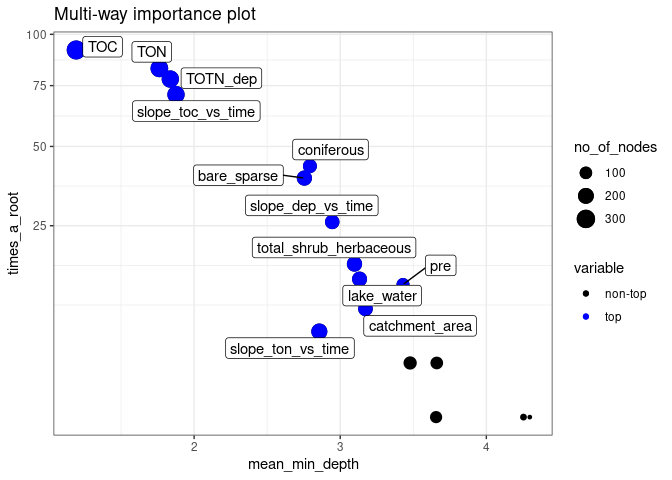 Multi-way importance plot
times_a_root
100
75
50
25
TOC
TON
TOTN_dep
slope_toc_vs_time
coniferous
bare_sparse
slope_dep_vs_time
total_shrub_herbaceous
pre
lake_water
catchment_area
slope_ton_vs_time
2
3
4
mean_min_depth
no_of_nodes
100
200
300
variable
non-top
top